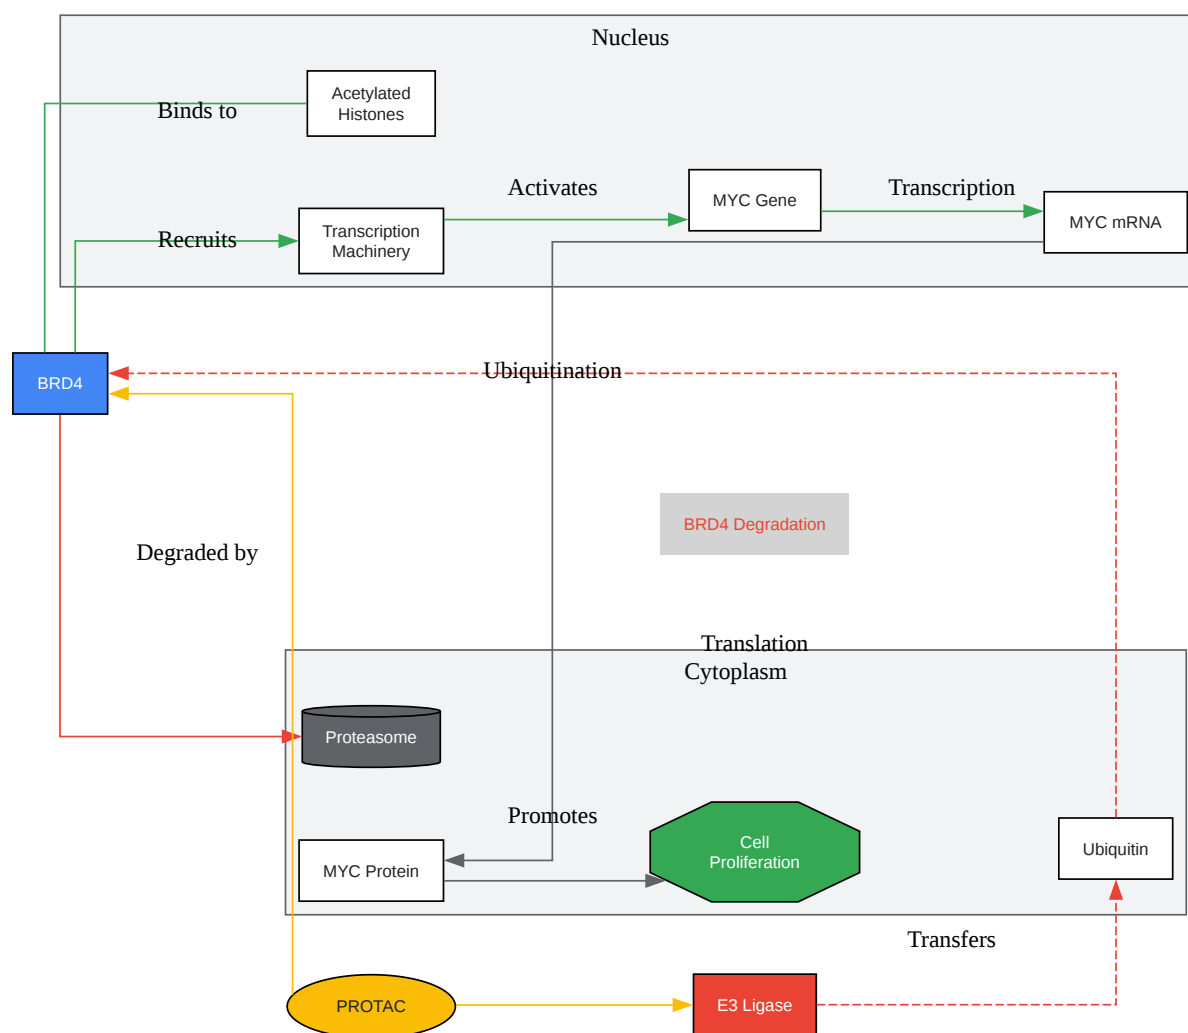 Nucleus
Acetylated
Histones
Binds to
Activates
Transcription
MYC Gene
MYC mRNA
Transcription
Machinery
Recruits
Ubiquitination
BRD4
BRD4 Degradation
Degraded by
Translation
Cytoplasm
Proteasome
Promotes
Cell
Proliferation
Ubiquitin
MYC Protein
Transfers
PROTAC
E3 Ligase